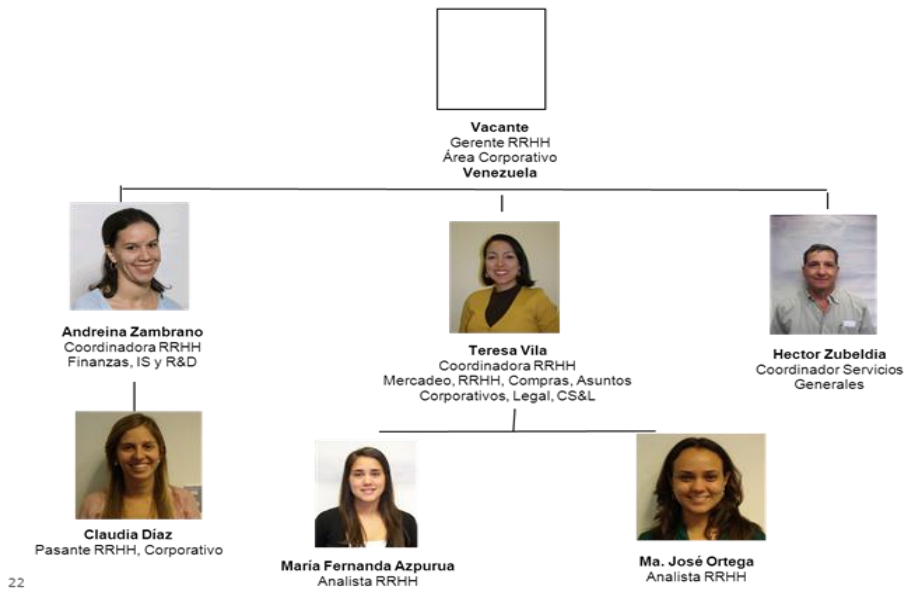 Vacante
Gerente RRHH
Área Corporativo
Venezuela
Andreina Zambrano
Coordinadora RRHH
Finanzas, IS y R&D
Teresa Vila
Coordinadora RRHH
Mercadeo, RRHH, Compras, Asuntos
Corporativos, Legal, CS&L
Hector Zubeldia
Coordinador Servicios
Generales
Claudia Díaz
Pasante RRHH, Corporativo
María Fernanda Azpurua
Analista RRHH
Ma. José Ortega
Analista RRHH
22